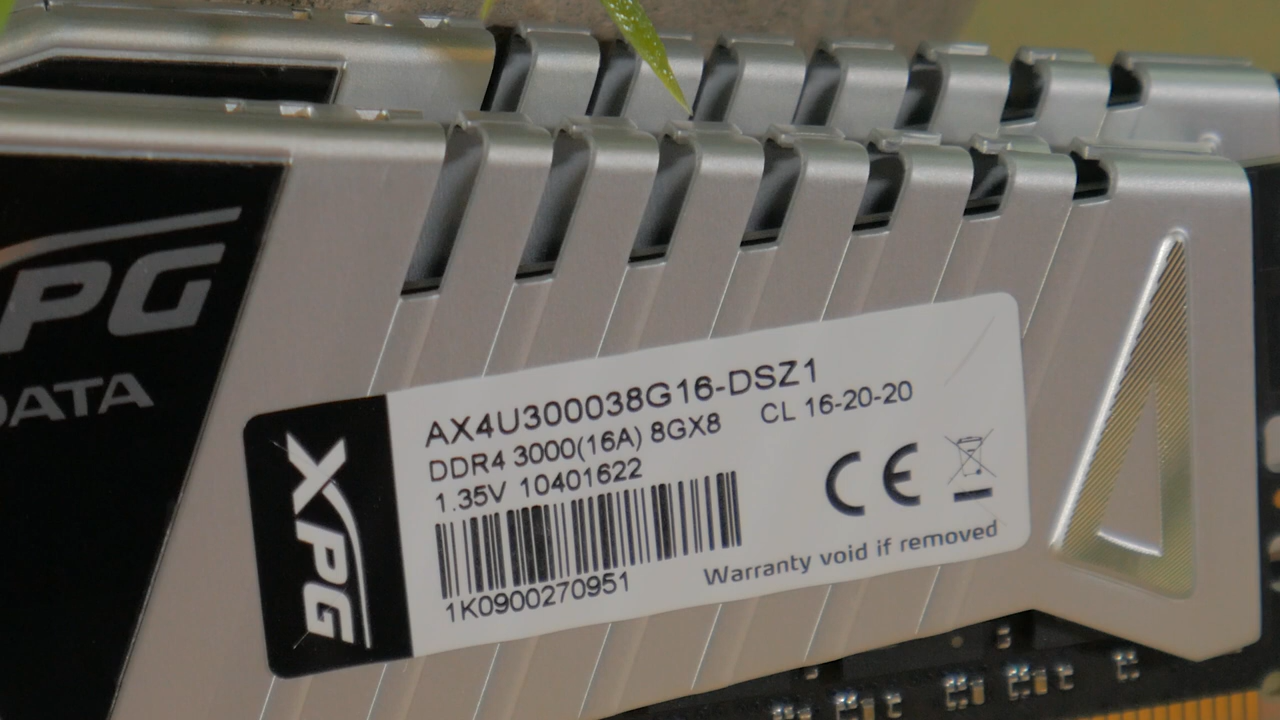 PG
DATA
XPG
AX4U300038G16-DSZ1
DDR4 3000(16A) 8GX8 CL 16-20-20
1.35V 10401622
1K0900270951
CE
Warranty void if removed